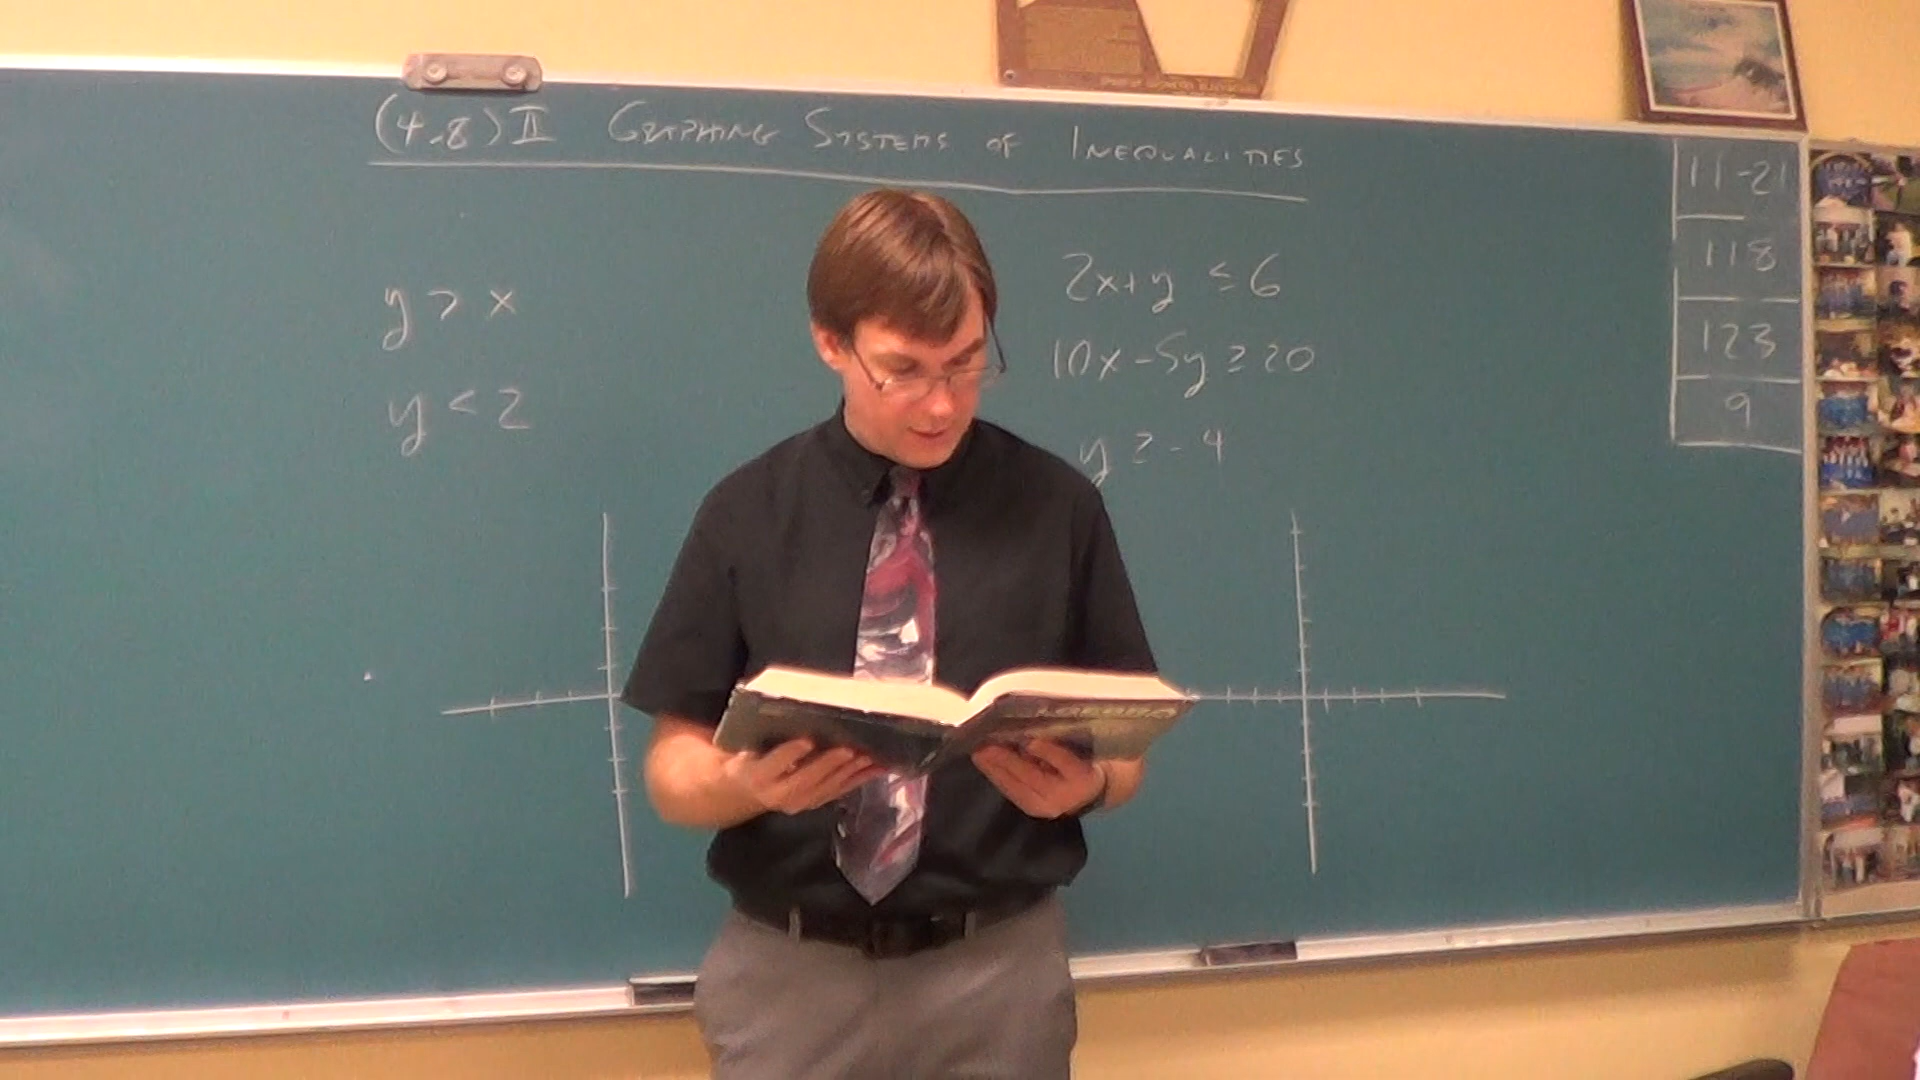 (4.8) II GRAPHING SYSTEMS OF INEQUALITIES
y > x
y < 2
2x+y ≤ 6
10x-5y ≥ 20
y ≥ -4
11-21
118
123
9